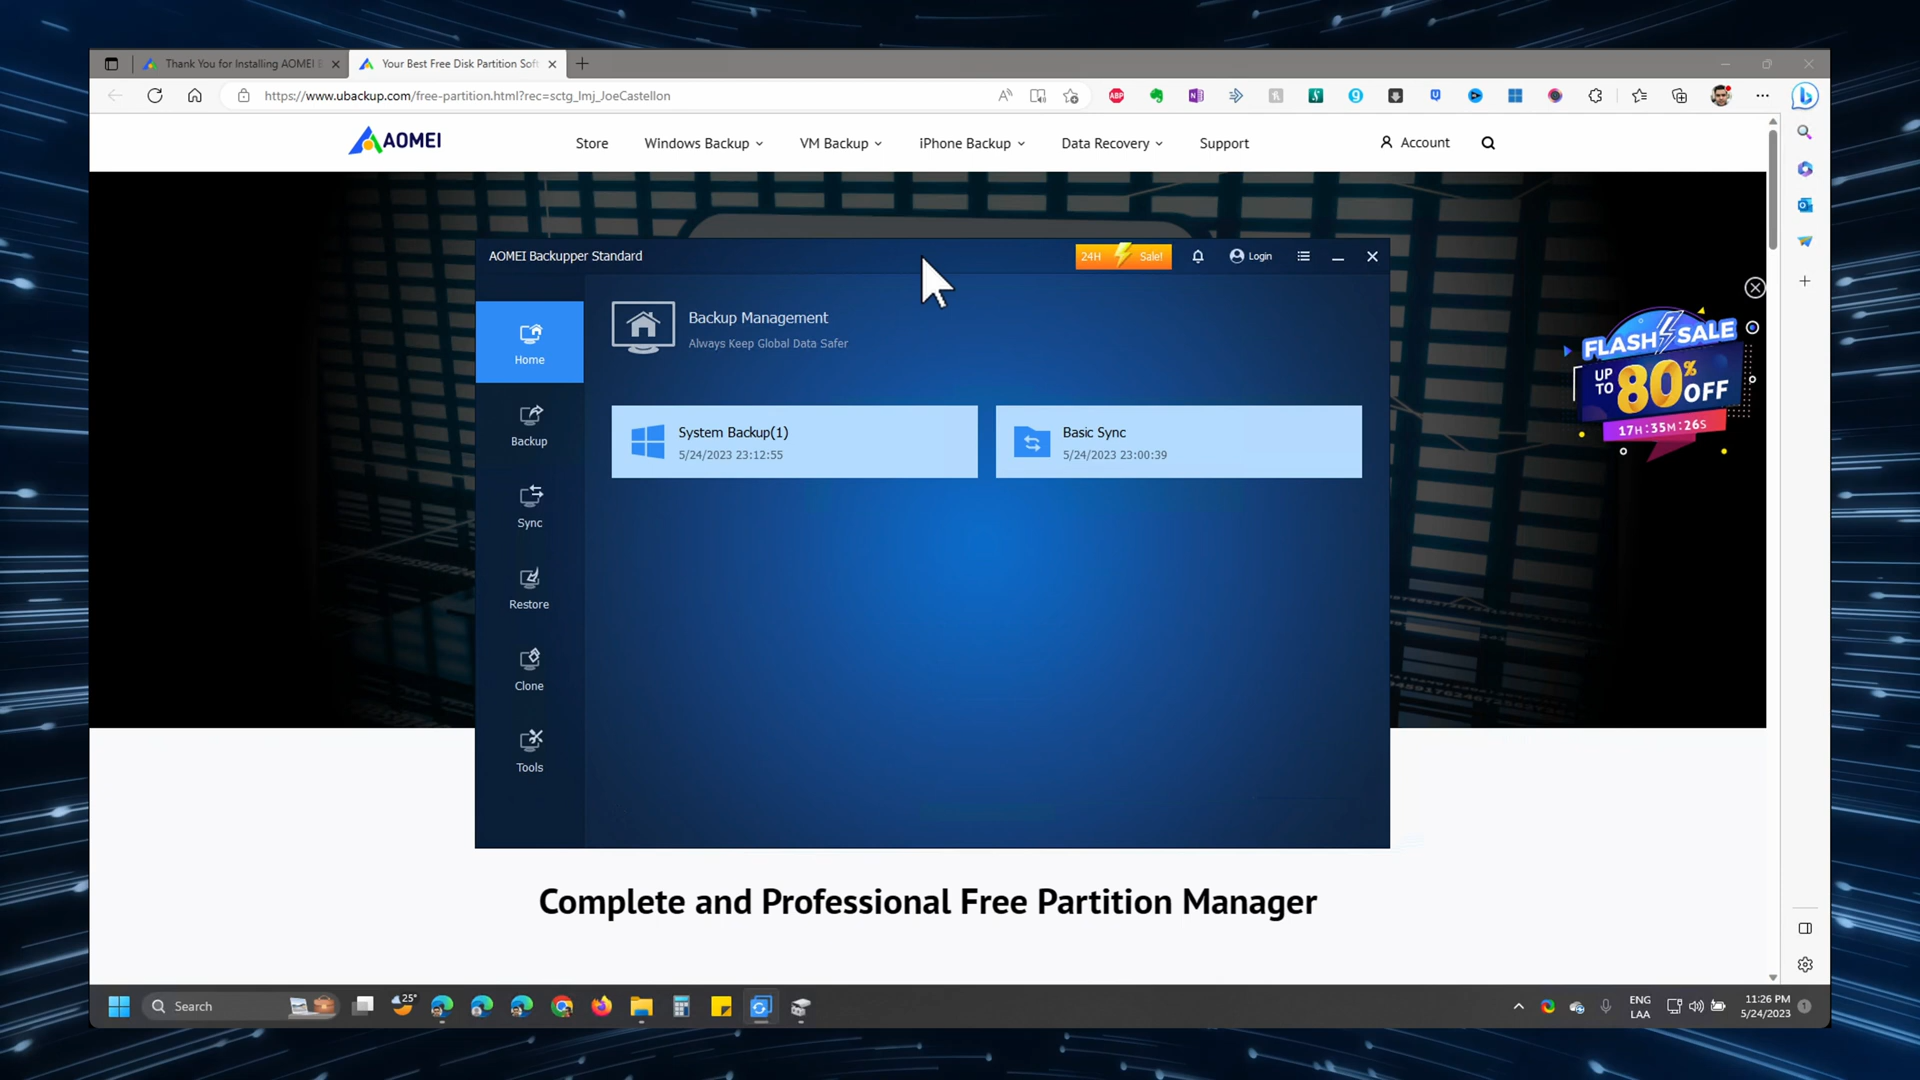 Thank You for Installing AOMEI
Your Best Free Disk Partition Soft
https://www.ubackup.com/free-partition.html?rec=sctg_lmj_JoeCastellon
ABP
AOMEI
Store
Windows Backup
VM Backup
iPhone Backup
Data Recovery
Support
Account
AOMEI Backupper Standard
24H Sale!
Login
Home
Backup
Sync
Restore
Clone
Tools
Backup Management
Always Keep Global Data Safer
System Backup(1)
5/24/2023 23:12:55
Basic Sync
5/24/2023 23:00:39
FLASH SALE
UP TO 80% OFF
17H:35M:26S
Complete and Professional Free Partition Manager
Search
25°
ENG
LAA
11:26 PM
5/24/2023
1